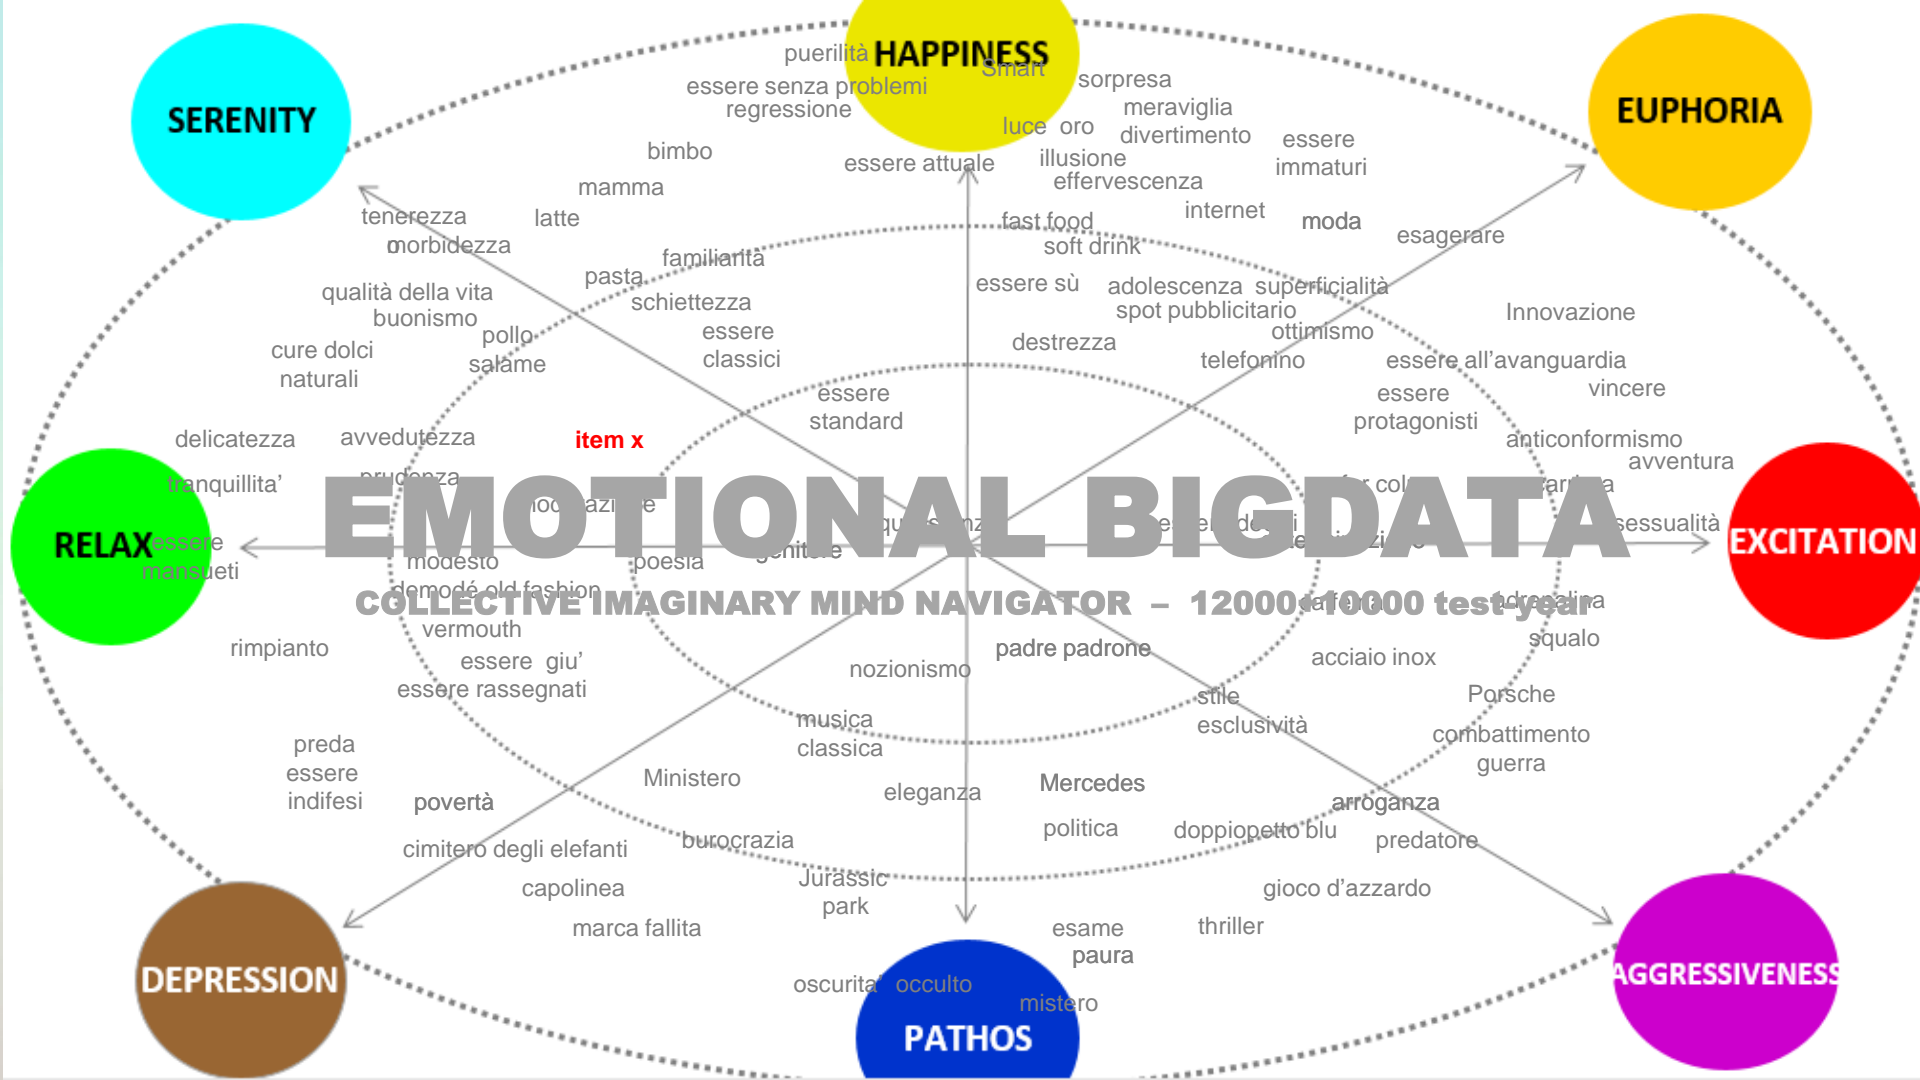 HAPPINESS
puerilità
Smart
essere senza problemi
sorpresa
regressione
meraviglia
SERENITY
EUPHORIA
luce oro
divertimento
essere
immaturi
bimbo
essere attuale
illusione
effervescenza
mamma
tenerezza
latte
internet
fast food
moda
esagerare
morbidezza
soft drink
familiarità
pasta
essere sù
adolescenza superficialità
qualità della vita
schiettezza
spot pubblicitario
Innovazione
buonismo
pollo
salame
essere
classici
destrezza
ottimismo
cure dolci
naturali
telefonino
essere all’avanguardia
vincere
essere
standard
essere
protagonisti
delicatezza
avvedutezza
item x
anticonformismo
avventura
tranquillita’
prudenza
EMOTIONAL BIGDATA
sessualità
RELAX
EXCITATION
essere
mansueti
genitore
modesto
poesia
demodé old fashion
COLLECTIVE IMAGINARY MIND NAVIGATOR – 12000 x 10000 test-year
adrenalina
vermouth
squalo
rimpianto
padre padrone
acciaio inox
essere giu’
essere rassegnati
nozionismo
stile
esclusività
Porsche
musica
classica
combattimento
guerra
preda
essere
indifesi
Ministero
eleganza
Mercedes
povertà
arroganza
politica
doppiopetto blu
predatore
burocrazia
cimitero degli elefanti
Jurassic
park
capolinea
gioco d’azzardo
marca fallita
esame
paura
thriller
DEPRESSION
AGGRESSIVENESS
oscurita’ occulto
mistero
PATHOS